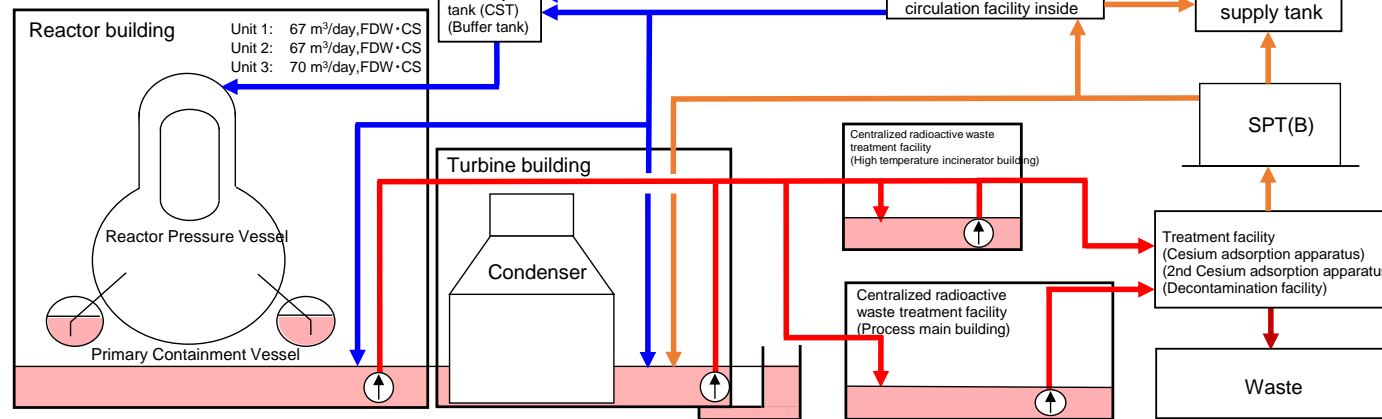 tank (CST)
(Buffer tank)
circulation facility inside
supply tank
Reactor building
Unit 1: 67 m³/day,FDW・CS
Unit 2: 67 m³/day,FDW・CS
Unit 3: 70 m³/day,FDW・CS
SPT(B)
Centralized radioactive waste
treatment facility
(High temperature incinerator building)
Turbine building
Reactor Pressure Vessel
Condenser
Treatment facility
(Cesium adsorption apparatus)
(2nd Cesium adsorption apparatus
(Decontamination facility)
Centralized radioactive
waste treatment facility
(Process main building)
Primary Containment Vessel
Waste